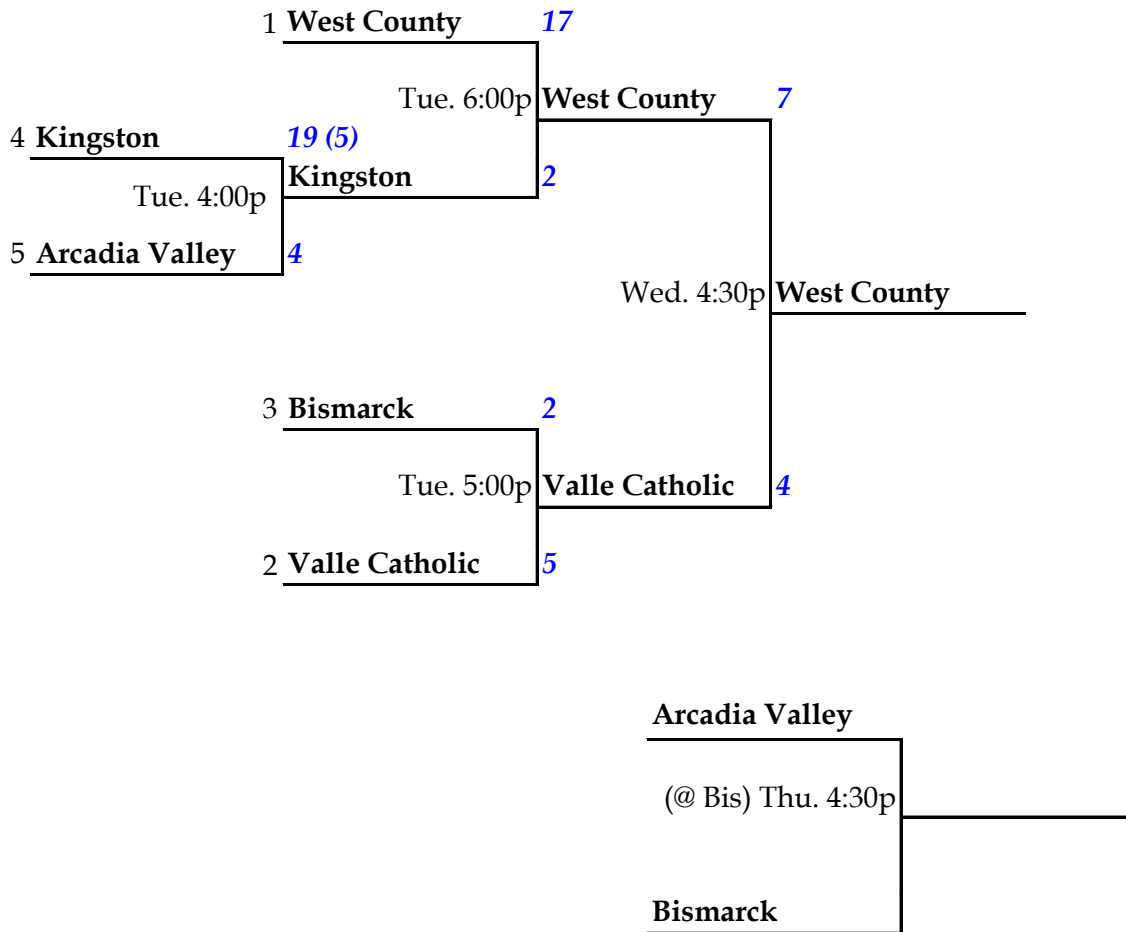 1 West County 17
Tue. 6:00p West County 7
4 Kingston 19 (5)
Kingston 2
Tue. 4:00p
5 Arcadia Valley 4
Wed. 4:30p West County
3 Bismarck 2
Tue. 5:00p Valle Catholic 4
2 Valle Catholic 5
Arcadia Valley
(@ Bis) Thu. 4:30p
Bismarck